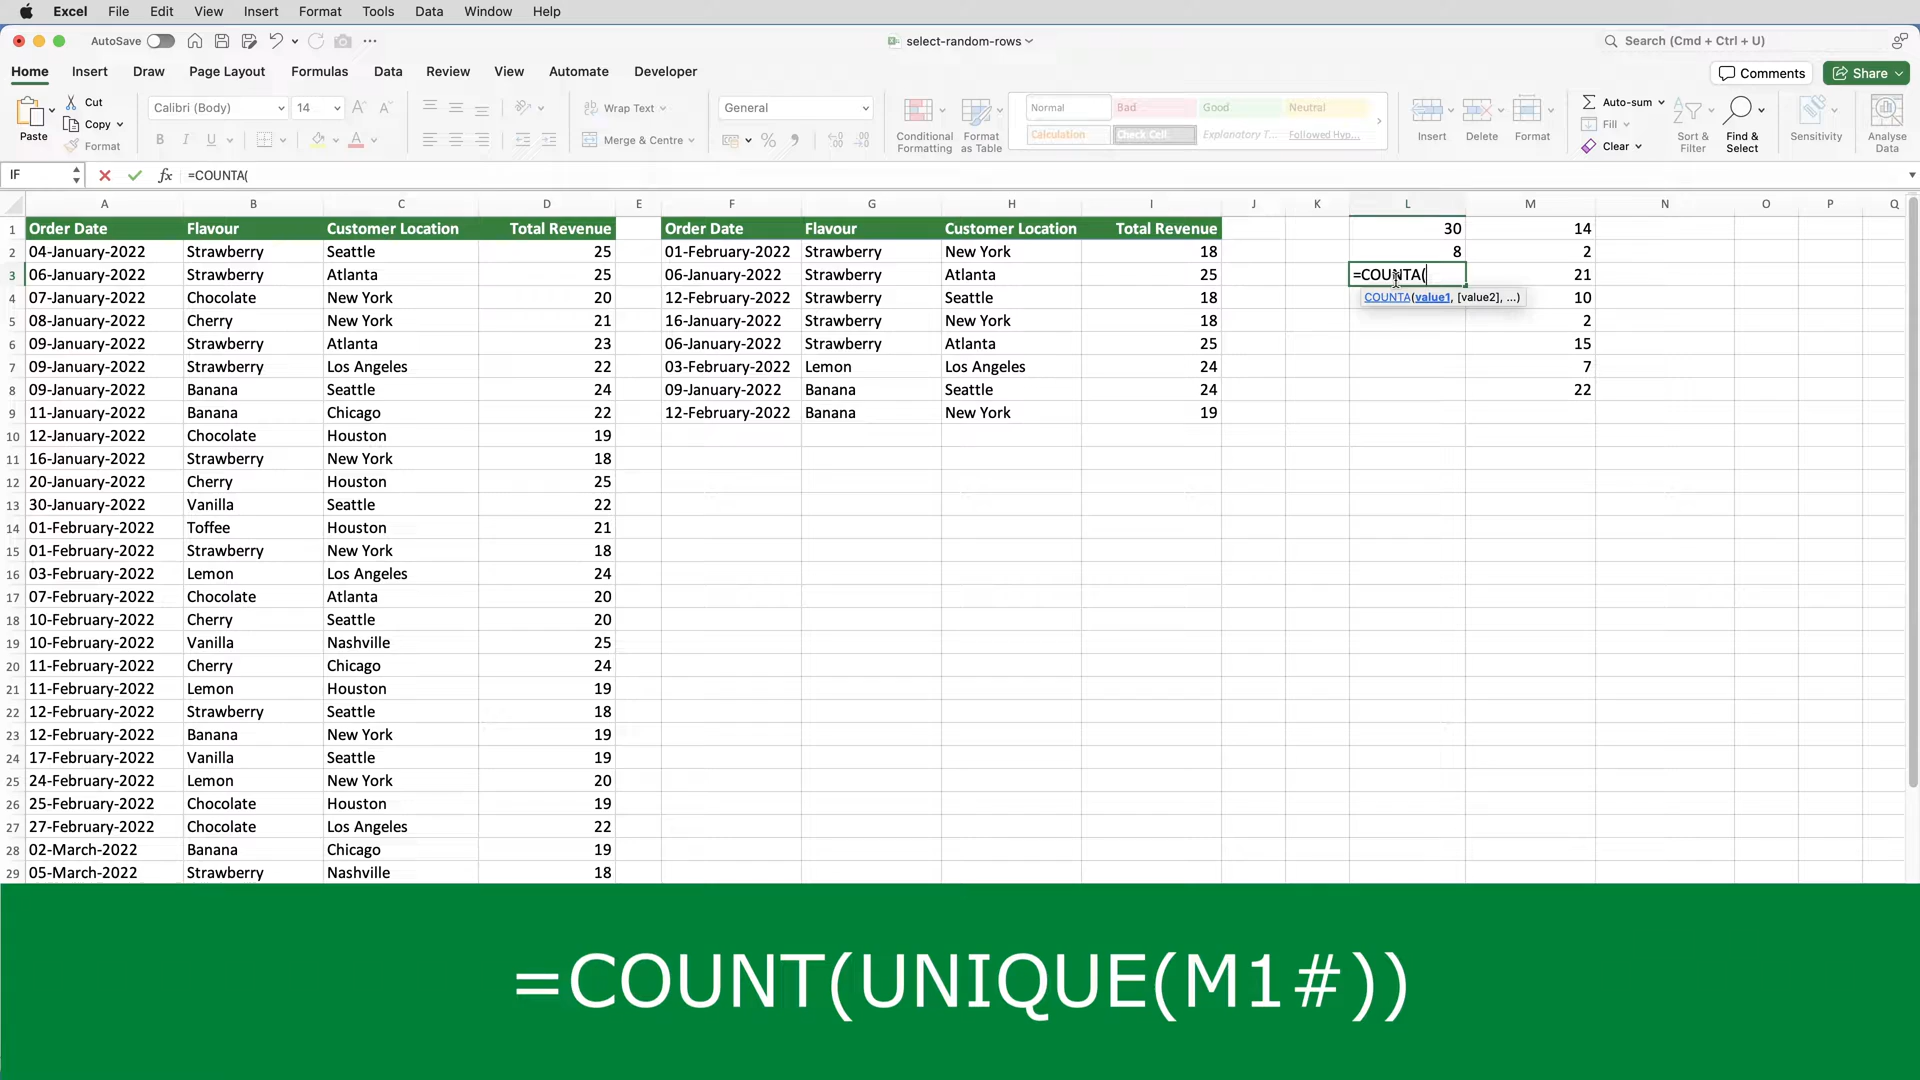 Excel File Edit View Insert Format Tools Data Window Help
AutoSave select-random-rows Search (Cmd + Ctrl + U)
Home Insert Draw Page Layout Formulas Data Review View Automate Developer Comments Share
Paste Cut Copy Format
Calibri (Body) 14
B I U A
Wrap Text
Merge & Centre
General
Conditional Formatting
Format as Table
Normal Bad Good Neutral
Calculation Check Cell Explanatory T... Followed Hyp...
Insert Delete Format
Auto-sum
Fill
Clear
Sort & Filter
Find & Select
Sensitivity
Analyse Data
IF fx =COUNTA(
A B C D E F G H I J K L M N O P Q
1 Order Date Flavour Customer Location Total Revenue Order Date Flavour Customer Location Total Revenue 30 14
2 04-January-2022 Strawberry Seattle 25 01-February-2022 Strawberry New York 18 8 2
3 06-January-2022 Strawberry Atlanta 25 06-January-2022 Strawberry Atlanta 25 =COUNTA( 21
4 07-January-2022 Chocolate New York 20 12-February-2022 Strawberry Seattle 18 COUNTA(value1, [value2], ...) 10
5 08-January-2022 Cherry New York 21 16-January-2022 Strawberry New York 18 2
6 09-January-2022 Strawberry Atlanta 23 06-January-2022 Strawberry Atlanta 25 15
7 09-January-2022 Strawberry Los Angeles 22 03-February-2022 Lemon Los Angeles 24 7
8 09-January-2022 Banana Seattle 24 09-January-2022 Banana Seattle 24 22
9 11-January-2022 Banana Chicago 22 12-February-2022 Banana New York 19
10 12-January-2022 Chocolate Houston 19
11 16-January-2022 Strawberry New York 18
12 20-January-2022 Cherry Houston 25
13 30-January-2022 Vanilla Seattle 22
14 01-February-2022 Toffee Houston 21
15 01-February-2022 Strawberry New York 18
16 03-February-2022 Lemon Los Angeles 24
17 07-February-2022 Chocolate Atlanta 20
18 10-February-2022 Cherry Seattle 20
19 10-February-2022 Vanilla Nashville 25
20 11-February-2022 Cherry Chicago 24
21 11-February-2022 Lemon Houston 19
22 12-February-2022 Strawberry Seattle 18
23 12-February-2022 Banana New York 19
24 17-February-2022 Vanilla Seattle 19
25 24-February-2022 Lemon New York 20
26 25-February-2022 Chocolate Houston 19
27 27-February-2022 Chocolate Los Angeles 22
28 02-March-2022 Banana Chicago 19
29 05-March-2022 Strawberry Nashville 18
=COUNT(UNIQUE(M1#))